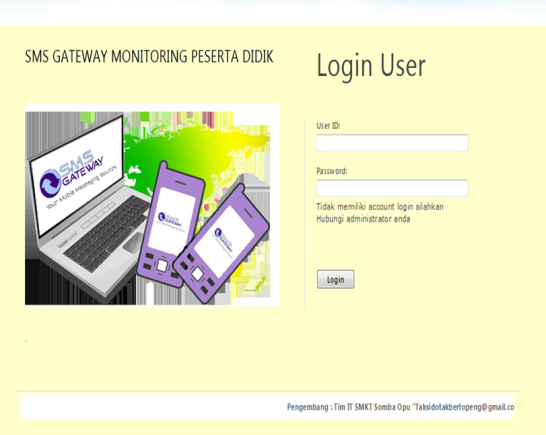 SMS GATEWAY MONITORING PESERTA DIDIK
Login User
SMS
GATEWAY
Your Mobile Messaging Solution
User ID:
Password:
Tidak memiliki account login silahkan
Hubungi administrator anda
Login
Pengembang : Tim IT SMKT Somba Opu "Taksidotakbertopeng@gmail.co